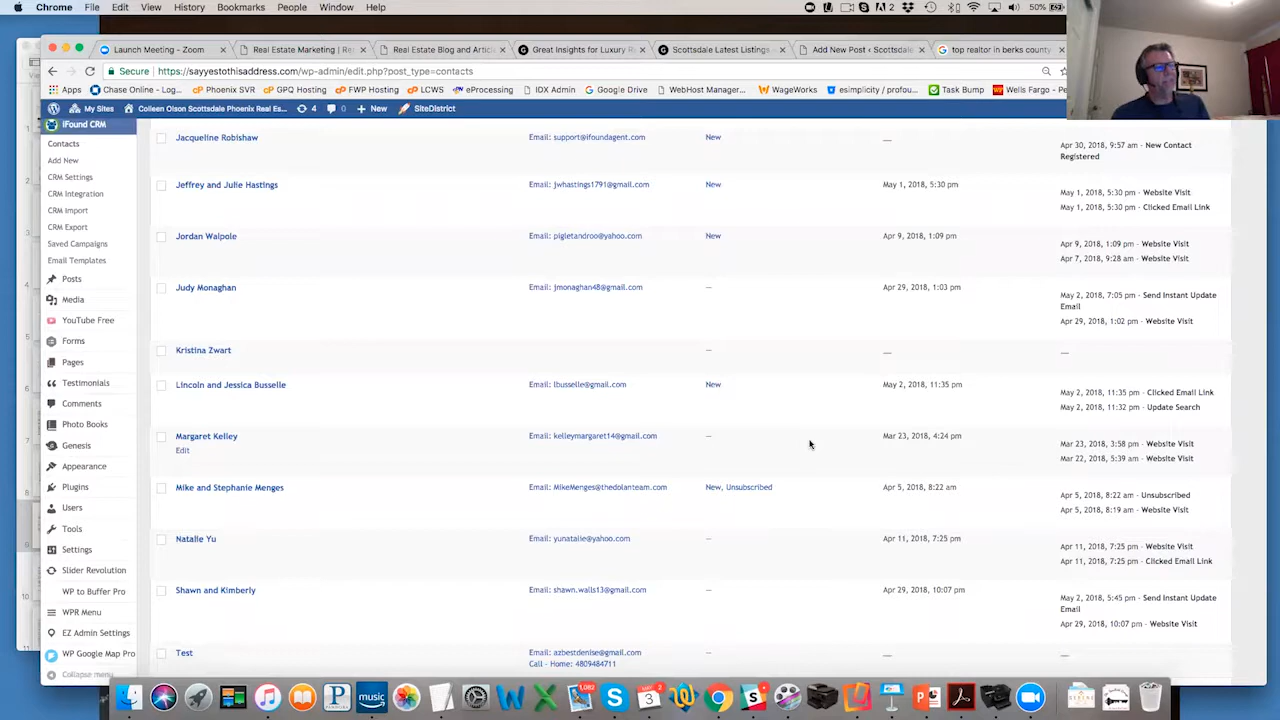 Chrome File Edit View History Bookmarks People Window Help
2 50%
Launch Meeting - Zoom
Real Estate Marketing | Re
Real Estate Blog and Article
Great Insights for Luxury R
Scottsdale Latest Listings
Add New Post ‹ Scottsdale
top realtor in berks county
Secure https://sayyestothisaddress.com/wp-admin/edit.php?post_type=contacts
Apps Chase Online - Log cPanel Phoenix SVR
My Sites Colleen Olson Scottsdale Phoenix Real Es... 4 0 New SiteDistrict
iFound CRM
Contacts
Add New
CRM Settings
CRM Integration
CRM Import
CRM Export
Saved Campaigns
Email Templates
Posts
Media
YouTube Free
Forms
Pages
Testimonials
Comments
Photo Books
Genesis
Appearance
Plugins
Users
Tools
Settings
Slider Revolution
WP to Buffer Pro
WPR Menu
EZ Admin Settings
WP Google Map Pro
Collapse menu
Jacqueline Robishaw Email: support@ifoundagent.com New — Apr 30, 2018, 9:57 am - New Contact
Registered
Jeffrey and Julie Hastings Email: jwhastings1791@gmail.com New May 1, 2018, 5:30 pm
May 1, 2018, 5:30 pm - Website Visit
May 1, 2018, 5:30 pm - Clicked Email Link
Jordan Walpole Email: pigletandroo@yahoo.com New Apr 9, 2018, 1:09 pm
Apr 9, 2018, 1:09 pm - Website Visit
Apr 7, 2018, 9:28 am - Website Visit
Judy Monaghan Email: jmonaghan48@gmail.com — Apr 29, 2018, 1:03 pm
May 2, 2018, 7:05 pm - Send Instant Update
Email
Apr 29, 2018, 1:02 pm - Website Visit
Kristina Zwart — — —
Lincoln and Jessica Busselle Email: lbusselle@gmail.com New May 2, 2018, 11:35 pm
May 2, 2018, 11:35 pm - Clicked Email Link
May 2, 2018, 11:32 pm - Update Search
Margaret Kelley Email: kelleymargaret14@gmail.com — Mar 23, 2018, 4:24 pm
Edit
Mar 23, 2018, 3:58 pm - Website Visit
Mar 22, 2018, 5:39 am - Website Visit
Mike and Stephanie Menges Email: MikeMenges@thedolanteam.com New, Unsubscribed Apr 5, 2018, 8:22 am
Apr 5, 2018, 8:22 am - Unsubscribed
Apr 5, 2018, 8:19 am - Website Visit
Natalie Yu Email: yunatalie@yahoo.com — Apr 11, 2018, 7:25 pm
Apr 11, 2018, 7:25 pm - Website Visit
Apr 11, 2018, 7:25 pm - Clicked Email Link
Shawn and Kimberly Email: shawn.walls13@gmail.com — Apr 29, 2018, 10:07 pm
May 2, 2018, 5:45 pm - Send Instant Update
Email
Apr 29, 2018, 10:07 pm - Website Visit
Test Email: azbestdenise@gmail.com — — —
Call - Home: 4809484711